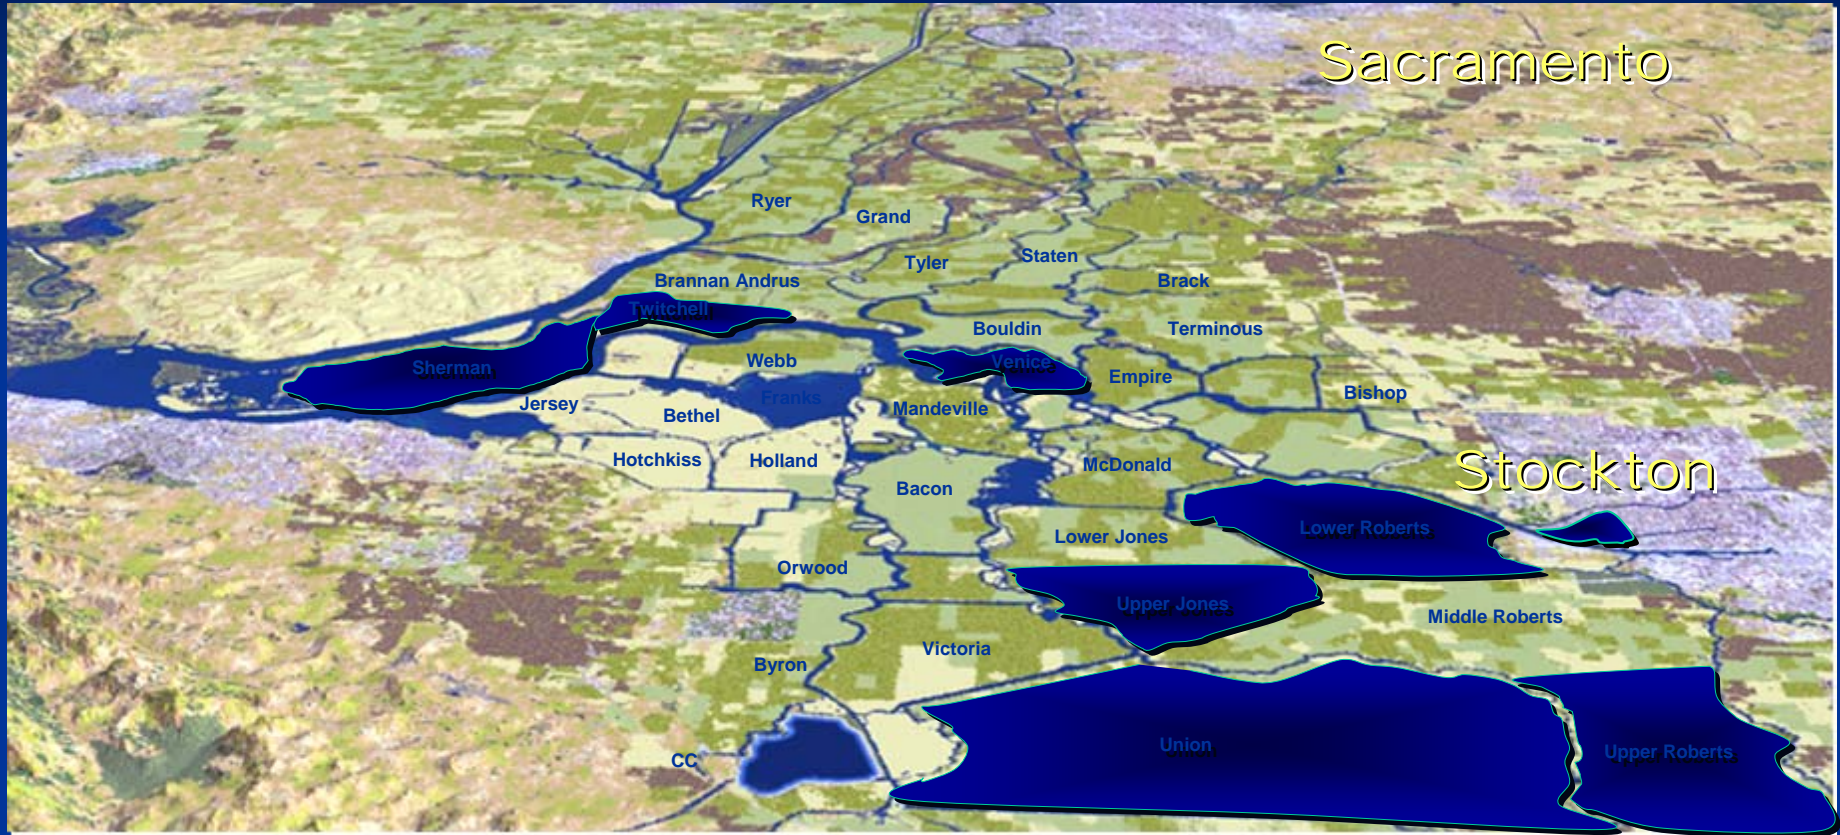 Sacramento
Ryer
Grand
Staten
Tyler
Brannan Andrus
Brack
Twitchell
Bouldin
Terminous
Webb
Venice
Sherman
Empire
Bishop
Franks
Jersey
Mandeville
Bethel
Hotchkiss
Holland
McDonald
Stockton
Bacon
Lower Roberts
Lower Jones
Orwood
Upper Jones
Middle Roberts
Victoria
Byron
Union
Upper Roberts
CC